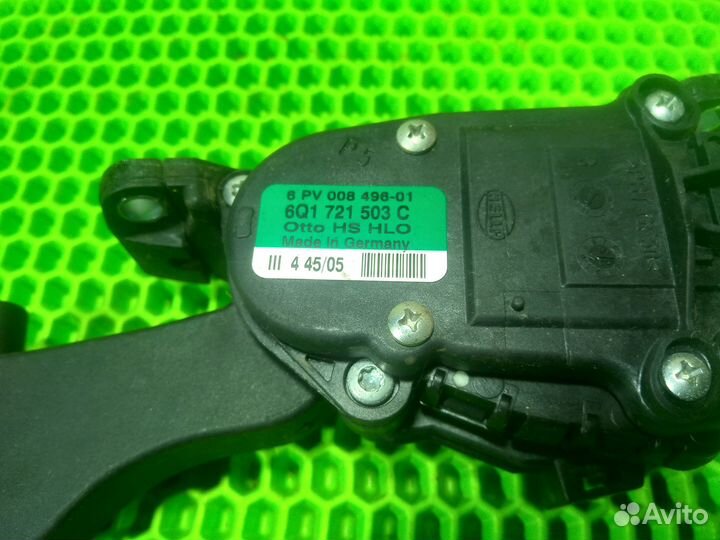 6 PV 008 496-01
6Q1 721 503 C
Otto HS HLO
Made in Germany
III 4 45/05
HELLA
Avito